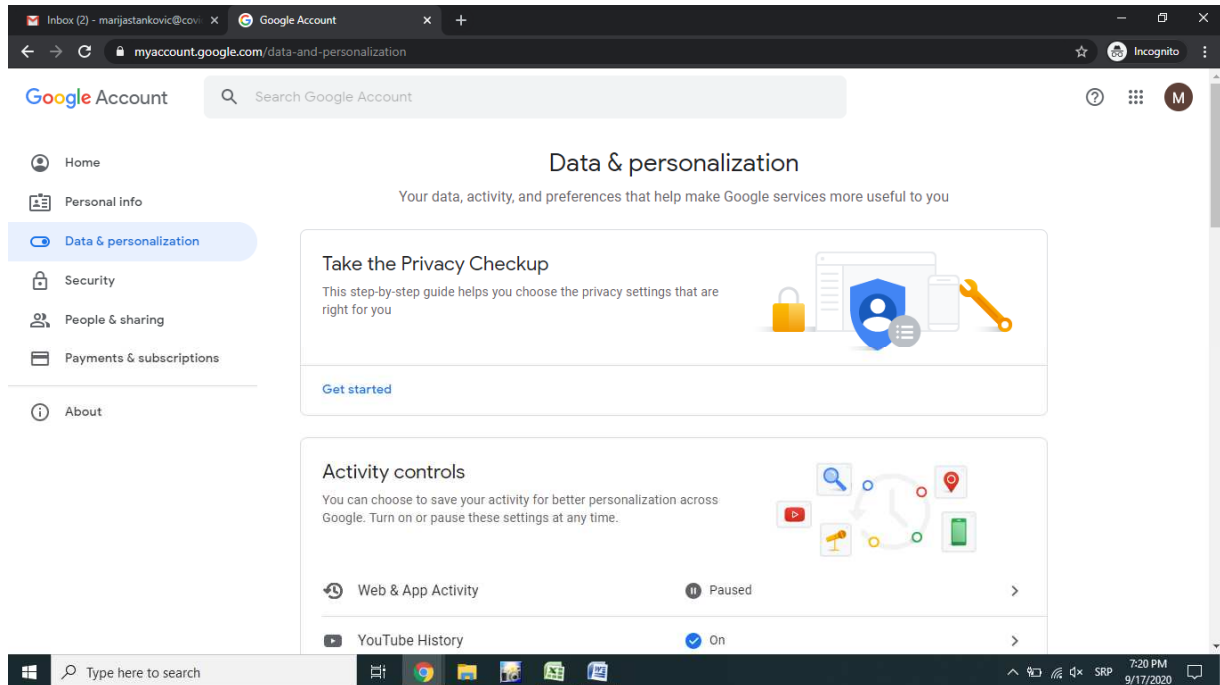 Inbox (2) - marijastankovic@covi
Google Account
myaccount.google.com/data-and-personalization
Incognito
Google Account
Search Google Account
M
Home
Personal info
Data & personalization
Security
People & sharing
Payments & subscriptions
About
Data & personalization
Your data, activity, and preferences that help make Google services more useful to you
Take the Privacy Checkup
This step-by-step guide helps you choose the privacy settings that are
right for you
Get started
Activity controls
You can choose to save your activity for better personalization across
Google. Turn on or pause these settings at any time.
Web & App Activity Paused
YouTube History On
Type here to search
SRP
7:20 PM
9/17/2020